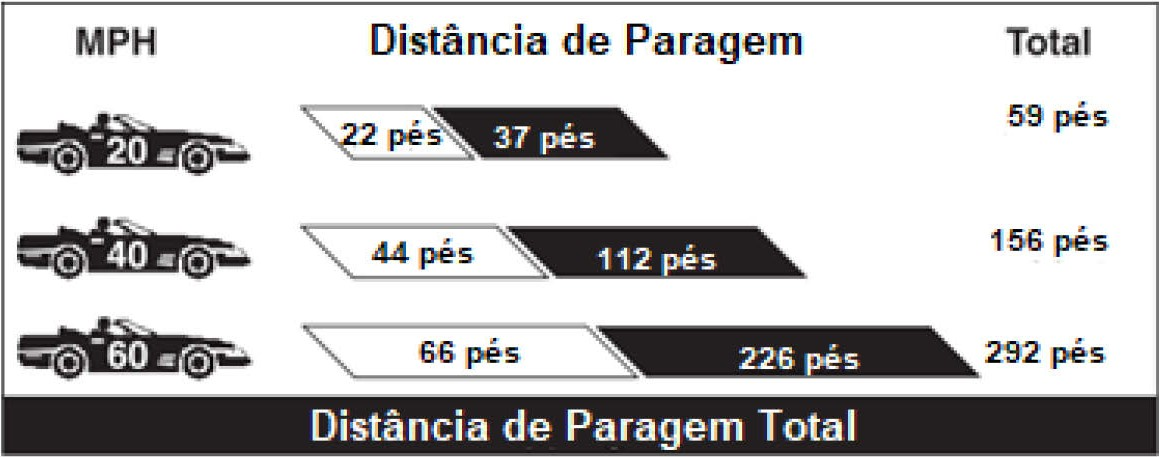 MPH Distância de Paragem Total
20 22 pés 37 pés 59 pés
40 44 pés 112 pés 156 pés
60 66 pés 226 pés 292 pés
Distância de Paragem Total